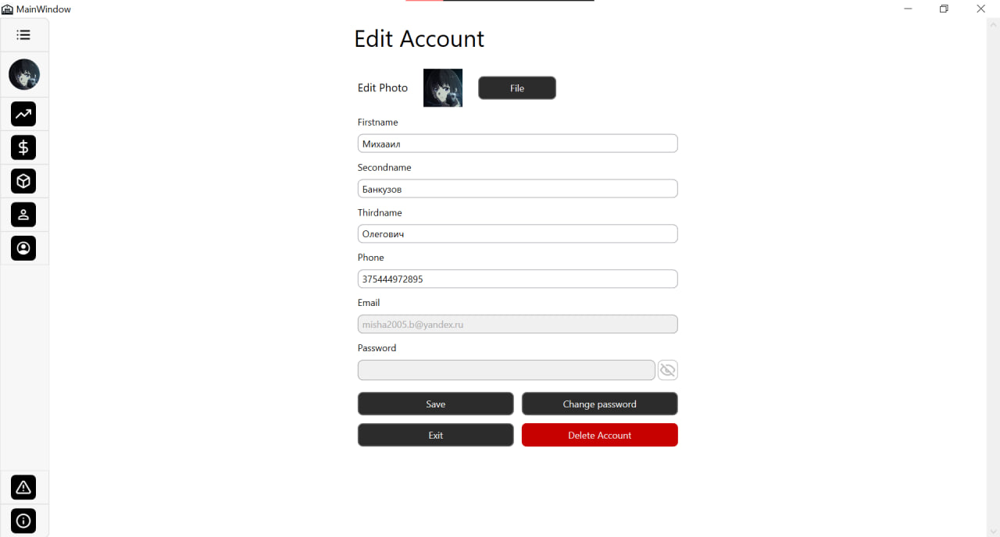 MainWindow
Edit Account
Edit Photo
File
Firstname
Михааил
Secondname
Банкузов
Thirdname
Олегович
Phone
375444972895
Email
misha2005.b@yandex.ru
Password
Save
Change password
Exit
Delete Account